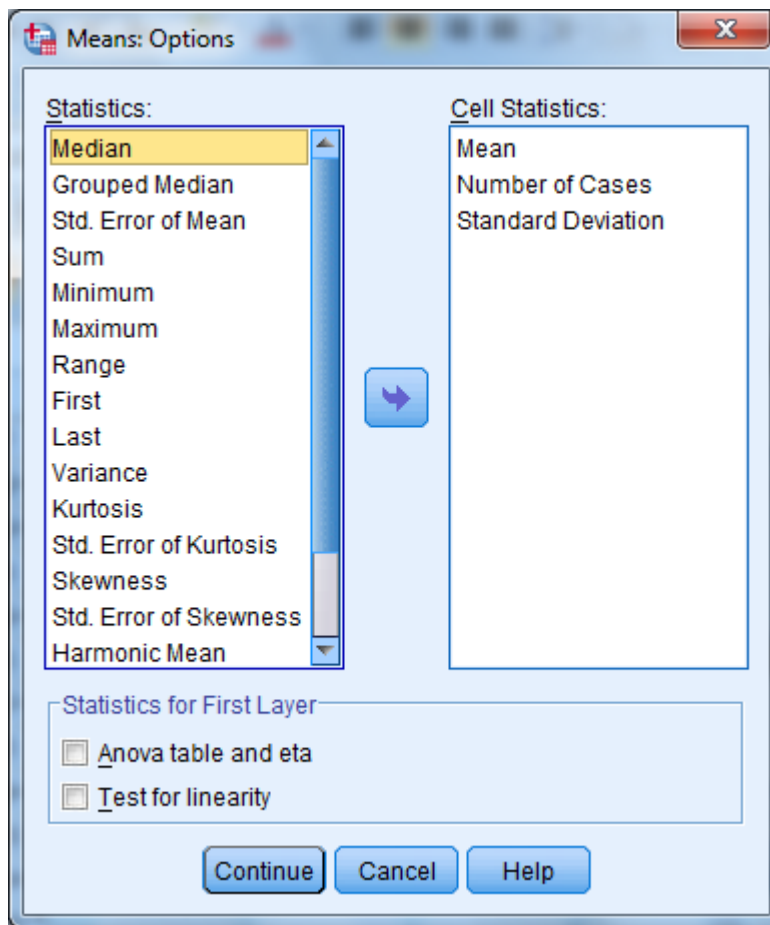 Means: Options
Statistics:
Median
Grouped Median
Std. Error of Mean
Sum
Minimum
Maximum
Range
First
Last
Variance
Kurtosis
Std. Error of Kurtosis
Skewness
Std. Error of Skewness
Harmonic Mean
Cell Statistics:
Mean
Number of Cases
Standard Deviation
Statistics for First Layer
Anova table and eta
Test for linearity
Continue
Cancel
Help